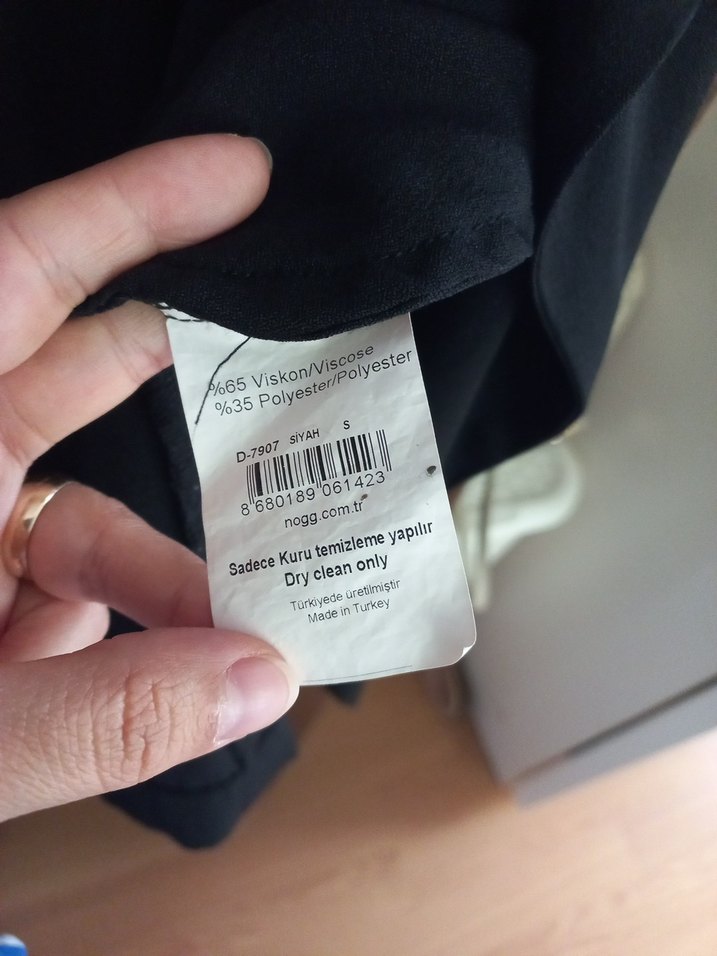 %65 Viskon/Viscose
%35 Polyester/Polyester
D-7907 SİYAH S
8 680189 061423
nogg.com.tr
Sadece Kuru temizleme yapılır
Dry clean only
Türkiyede üretilmiştir
Made in Turkey